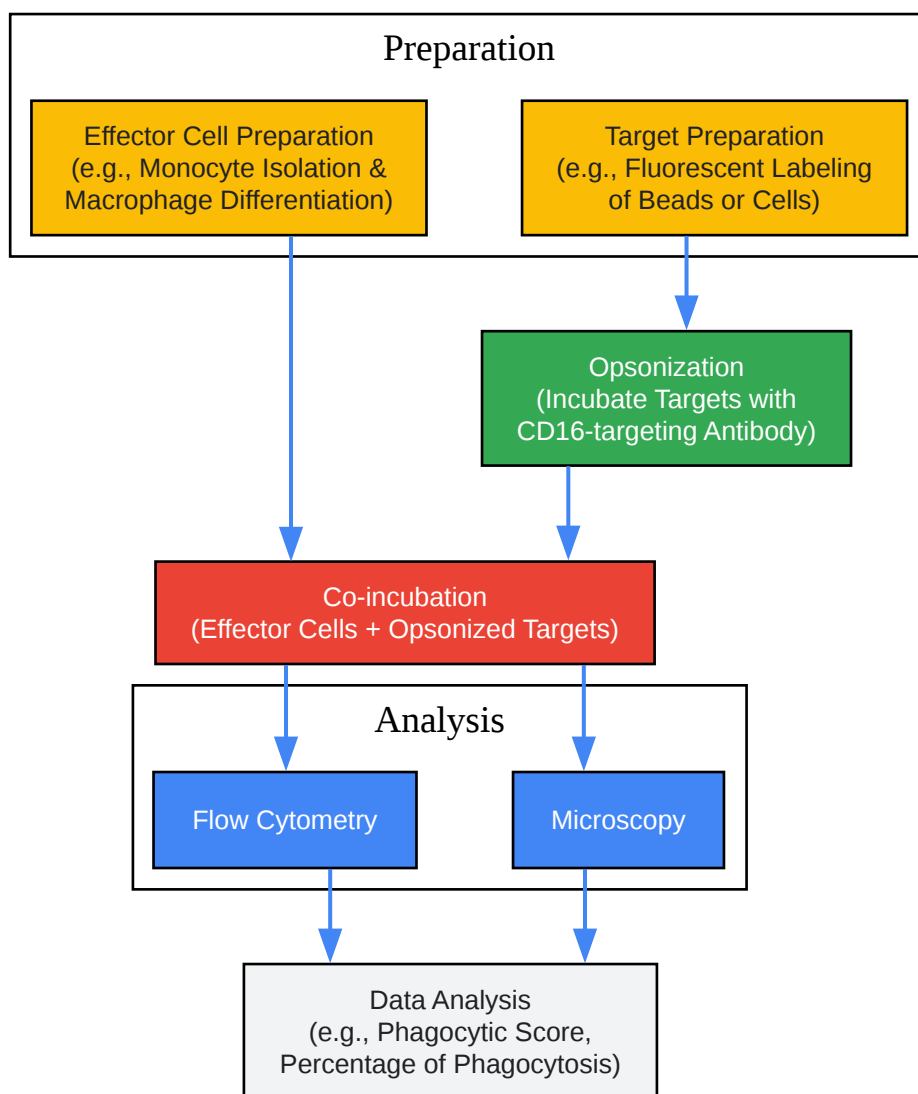 Preparation
Effector Cell Preparation
(e.g., Monocyte Isolation &
Macrophage Differentiation)
Target Preparation
(e.g., Fluorescent Labeling
of Beads or Cells)
Opsonization
(Incubate Targets with
CD16-targeting Antibody)
Co-incubation
(Effector Cells + Opsonized Targets)
Analysis
Flow Cytometry
Microscopy
Data Analysis
(e.g., Phagocytic Score,
Percentage of Phagocytosis)